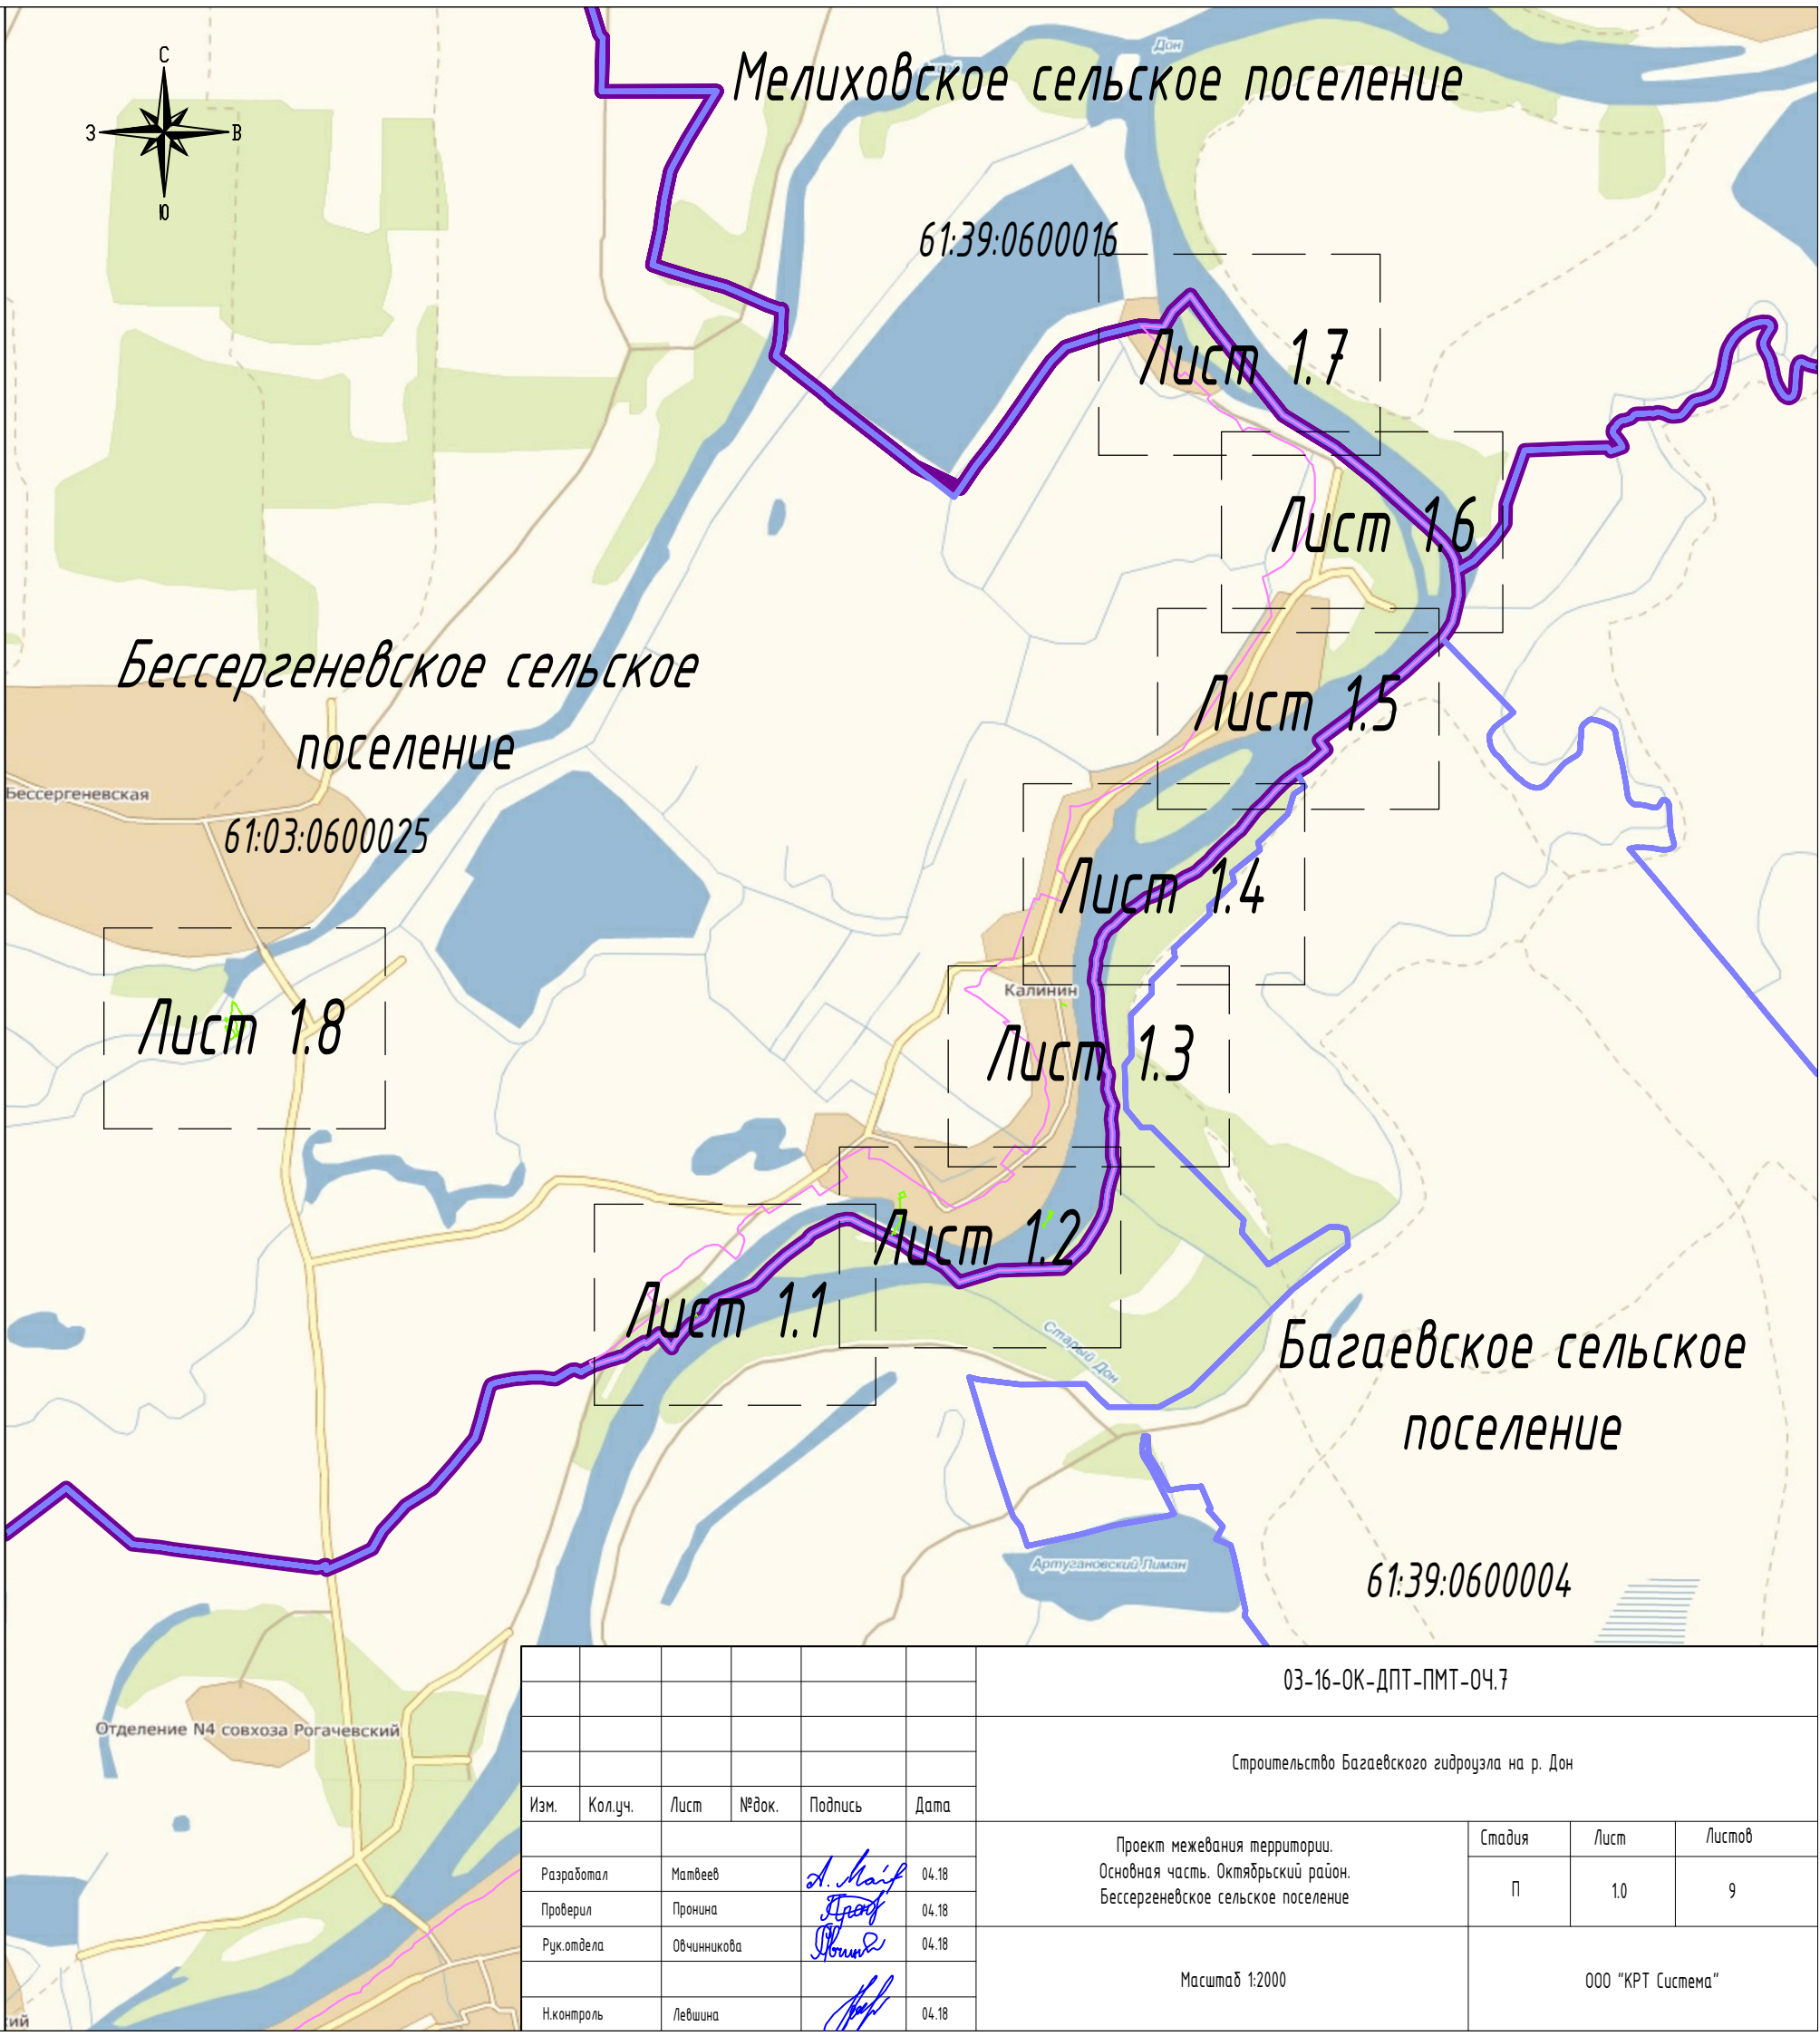 С
З
В
Ю
Дон
Мелиховское сельское поселение
61:39:0600016
Лист 1.7
Лист 1.6
Бессергеневское сельское
поселение
Лист 1.5
Бессергеневская
61:03:0600025
Лист 1.4
Калинин
Лист 1.8
Лист 1.3
Лист 1.2
Лист 1.1
Старый Дон
Багаевское сельское
поселение
Артугановский Лиман
61:39:0600004
Отделение N4 совхоза Рогачевский
кий
03-16-ОК-ДПТ-ПМТ-ОЧ.7
Строительство Багаевского гидроузла на р. Дон
Изм. Кол.уч. Лист №док. Подпись Дата
Проект межевания территории.
Основная часть. Октябрьский район.
Бессергеневское сельское поселение
Стадия Лист Листов
П 1.0 9
Разработал Матвеев 04.18
Проверил Пронина 04.18
Рук.отдела Овчинникова 04.18
Н.контроль Левшина 04.18
Масштаб 1:2000
ООО "КРТ Система"